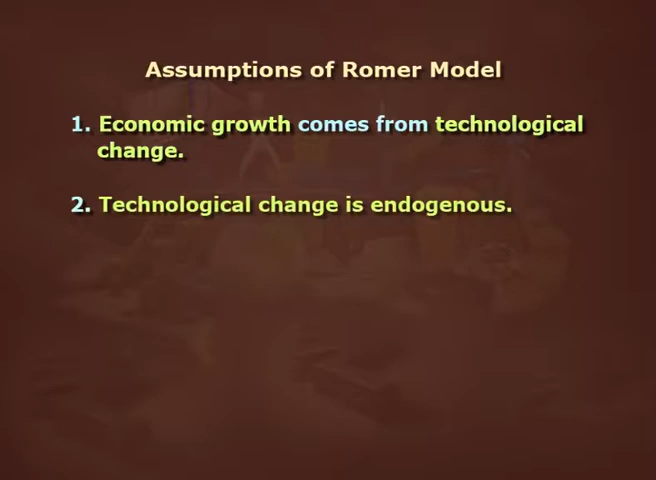 Assumptions of Romer Model
1. Economic growth comes from technological
change.
2. Technological change is endogenous.